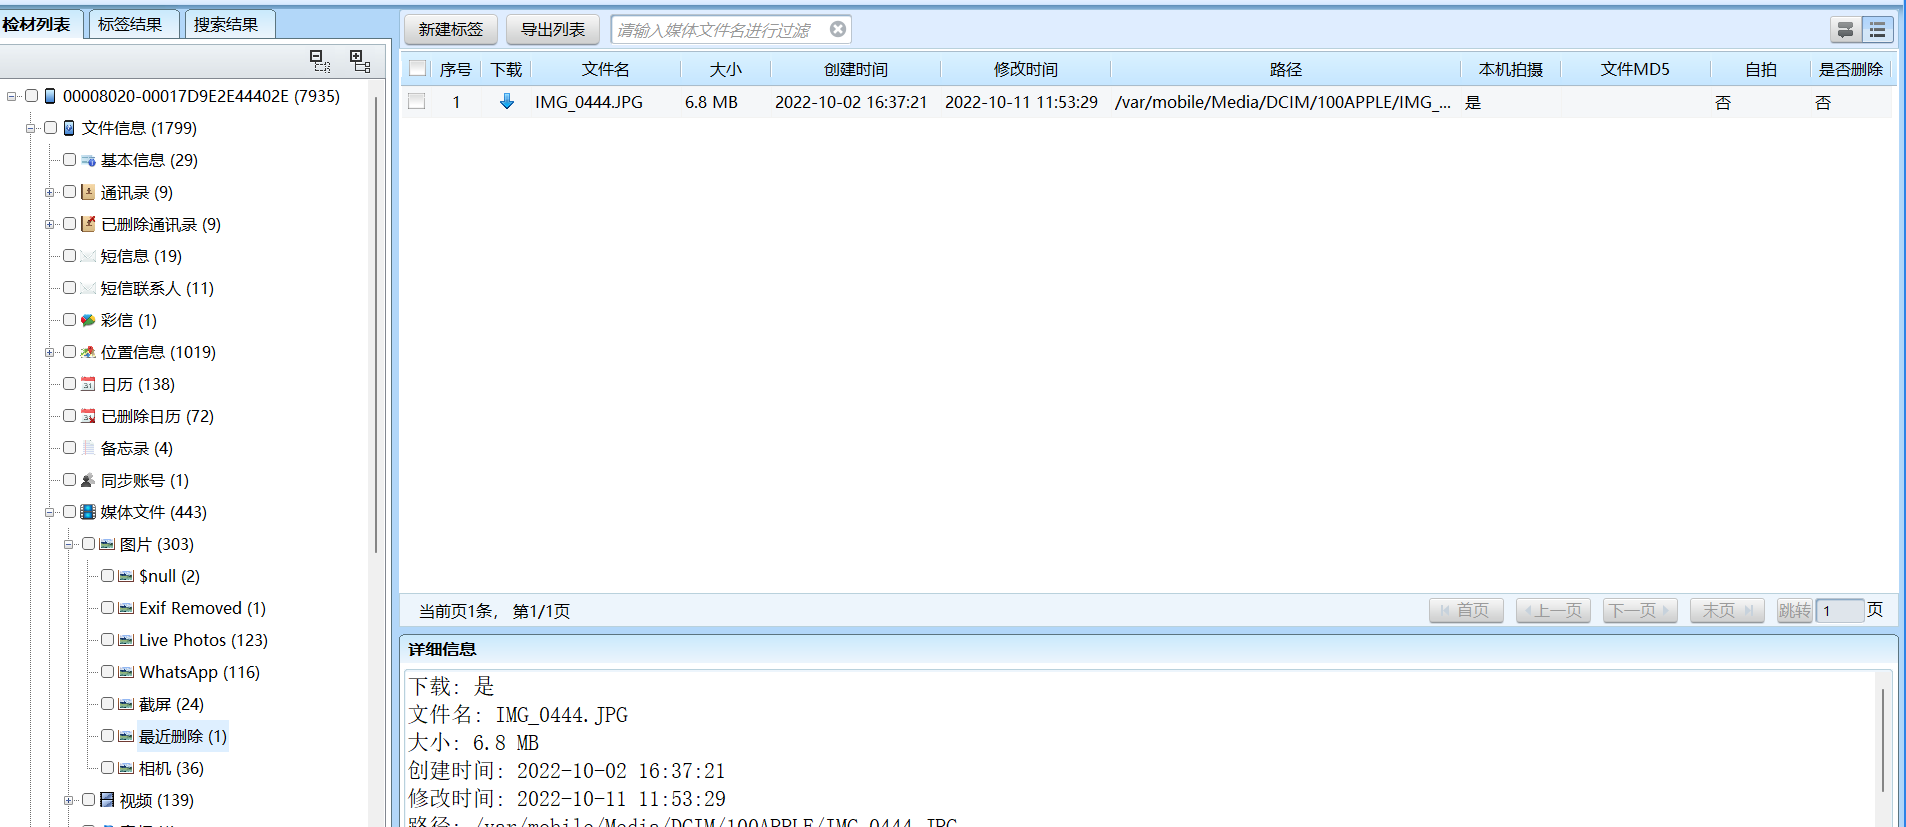 检材列表 标签结果 搜索结果
新建标签 导出列表 请输入媒体文件名进行过滤
序号 下载 文件名 大小 创建时间 修改时间 路径 本机拍摄 文件MD5 自拍 是否删除
1 IMG_0444.JPG 6.8 MB 2022-10-02 16:37:21 2022-10-11 11:53:29 /var/mobile/Media/DCIM/100APPLE/IMG_... 是 否 否
00008020-00017D9E2E44402E (7935)
文件信息 (1799)
基本信息 (29)
通讯录 (9)
已删除通讯录 (9)
短信息 (19)
短信联系人 (11)
彩信 (1)
位置信息 (1019)
日历 (138)
已删除日历 (72)
备忘录 (4)
同步账号 (1)
媒体文件 (443)
图片 (303)
$null (2)
Exif Removed (1)
Live Photos (123)
WhatsApp (116)
截屏 (24)
最近删除 (1)
相机 (36)
视频 (139)
当前页1条， 第1/1页 首页 上一页 下一页 末页 跳转 1 页
详细信息
下载: 是
文件名: IMG_0444.JPG
大小: 6.8 MB
创建时间: 2022-10-02 16:37:21
修改时间: 2022-10-11 11:53:29
路径: /var/mobile/Media/DCIM/100APPLE/IMG_0444.JPG